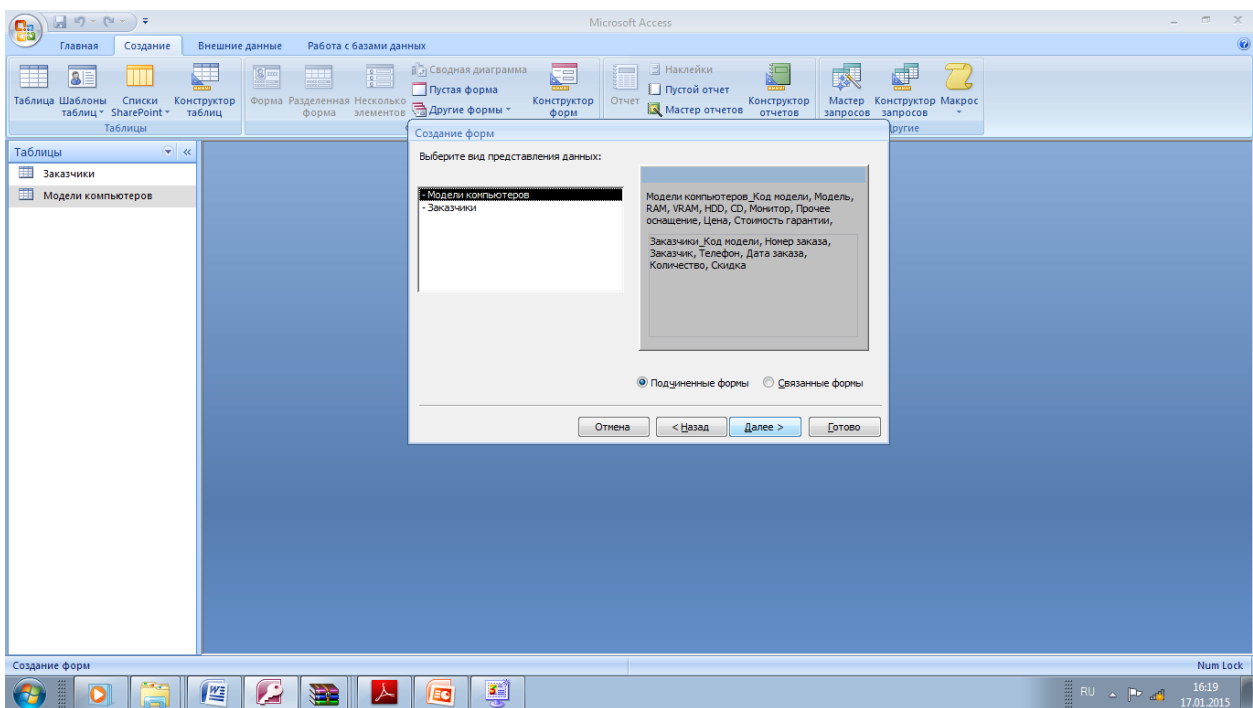 Microsoft Access
Главная Создание Внешние данные Работа с базами данных
Таблица
Шаблоны таблиц
Списки SharePoint
Конструктор таблиц
Таблицы
Форма
Разделенная форма
Несколько элементов
Сводная диаграмма
Пустая форма
Другие формы
Конструктор форм
Отчет
Наклейки
Пустой отчет
Мастер отчетов
Конструктор отчетов
Мастер запросов
Конструктор запросов
Макрос
Другие
Таблицы
Заказчики
Модели компьютеров
Создание форм
Выберите вид представления данных:
- Модели компьютеров
- Заказчики
Модели компьютеров_Код модели, Модель,
RAM, VRAM, HDD, CD, Монитор, Прочее
оснащение, Цена, Стоимость гарантии,
Заказчики_Код модели, Номер заказа,
Заказчик, Телефон, Дата заказа,
Количество, Скидка
Подчиненные формы Связанные формы
Отмена < Назад Далее > Готово
Создание форм
Num Lock
RU
16:19
17.01.2015